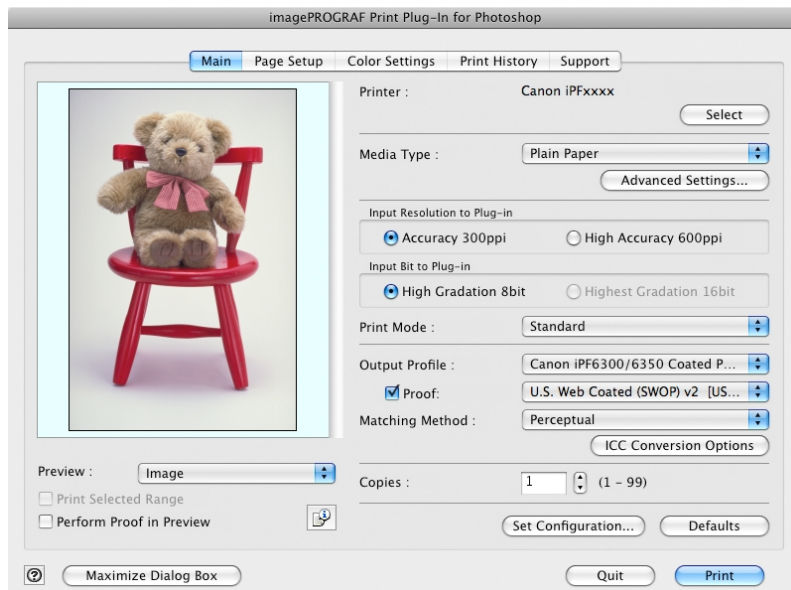 imagePROGRAF Print Plug-In for Photoshop
Main Page Setup Color Settings Print History Support
Printer : Canon iPFxxxx
Select
Media Type : Plain Paper
Advanced Settings...
Input Resolution to Plug-in
Accuracy 300ppi High Accuracy 600ppi
Input Bit to Plug-in
High Gradation 8bit Highest Gradation 16bit
Print Mode : Standard
Output Profile : Canon iPF6300/6350 Coated P...
Proof: U.S. Web Coated (SWOP) v2 [US...
Matching Method : Perceptual
ICC Conversion Options
Preview : Image
Print Selected Range
Perform Proof in Preview
Copies : 1 (1 – 99)
Set Configuration... Defaults
? Maximize Dialog Box Quit Print